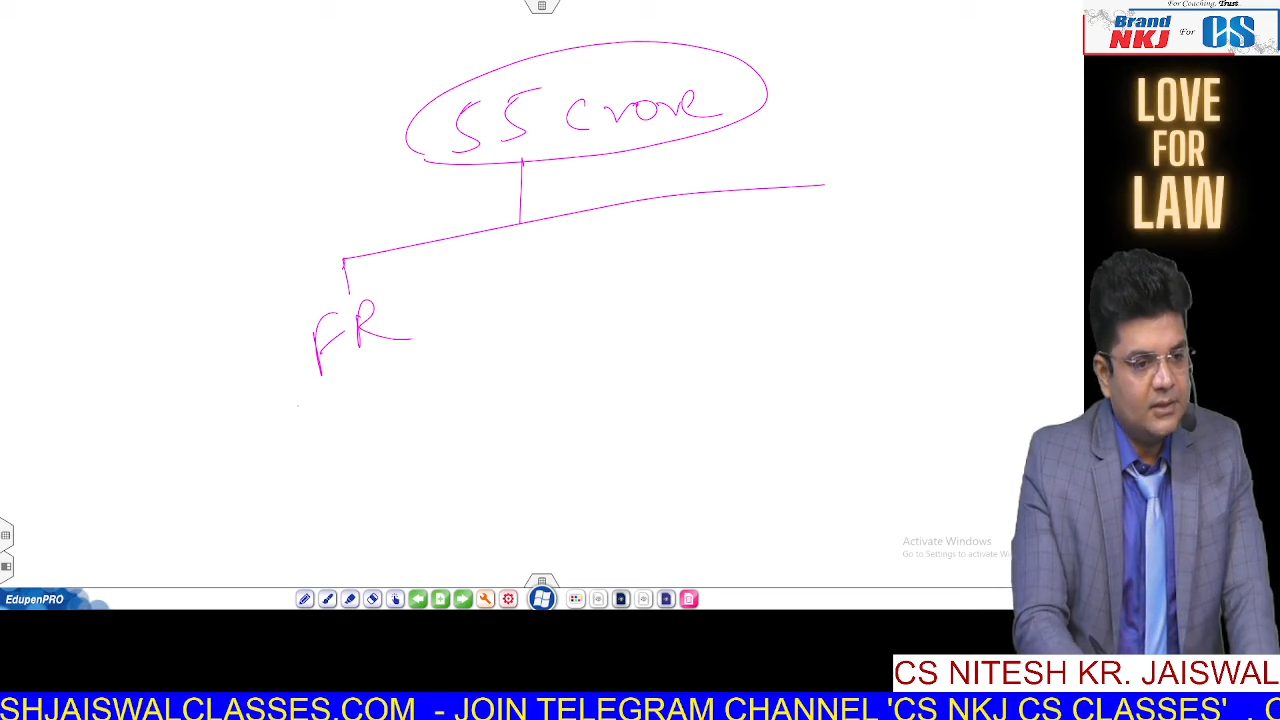 For Coaching, Trust
Brand
NKJ
For
CS
55 crore
LOVE
FOR
LAW
FR
Activate Windows
Go to Settings to activate Wi
EdupenPRO
CS NITESH KR. JAISWAL
SHJAISWALCLASSES.COM - JOIN TELEGRAM CHANNEL 'CS NKJ CS CLASSES' , C